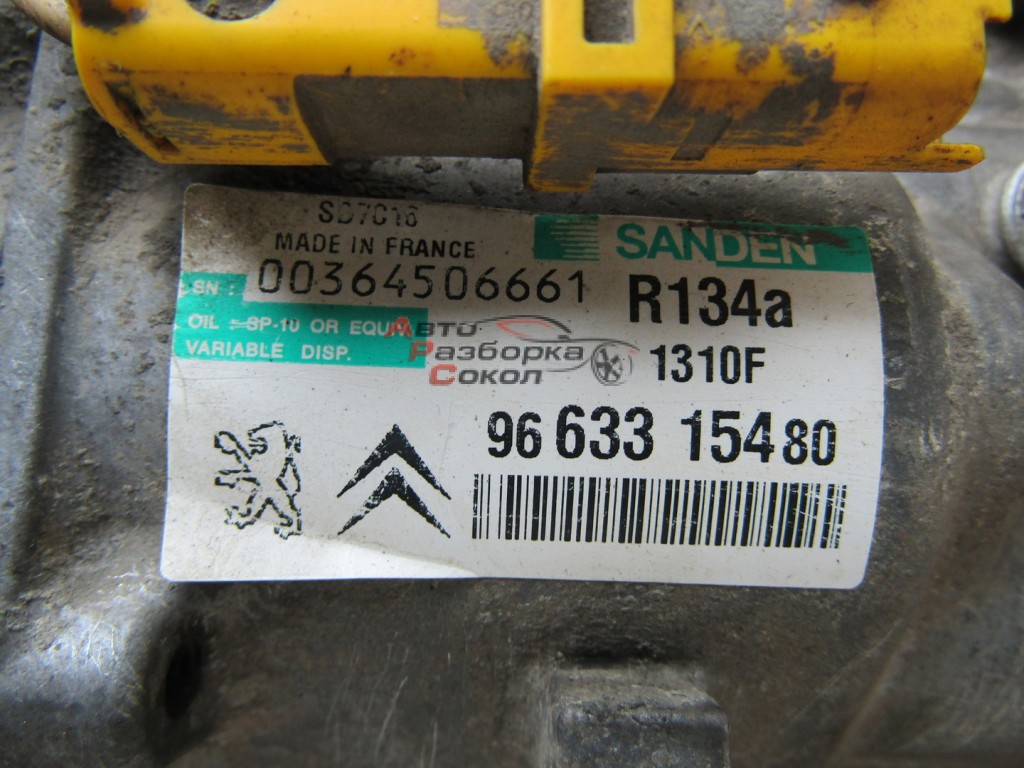 SD7C16
MADE IN FRANCE
SANDEN
SN : 00364506661
R134a
OIL : SP-10 OR EQUIV.
VARIABLE DISP.
1310F
Авто
Разборка
Сокол
96 633 154 80